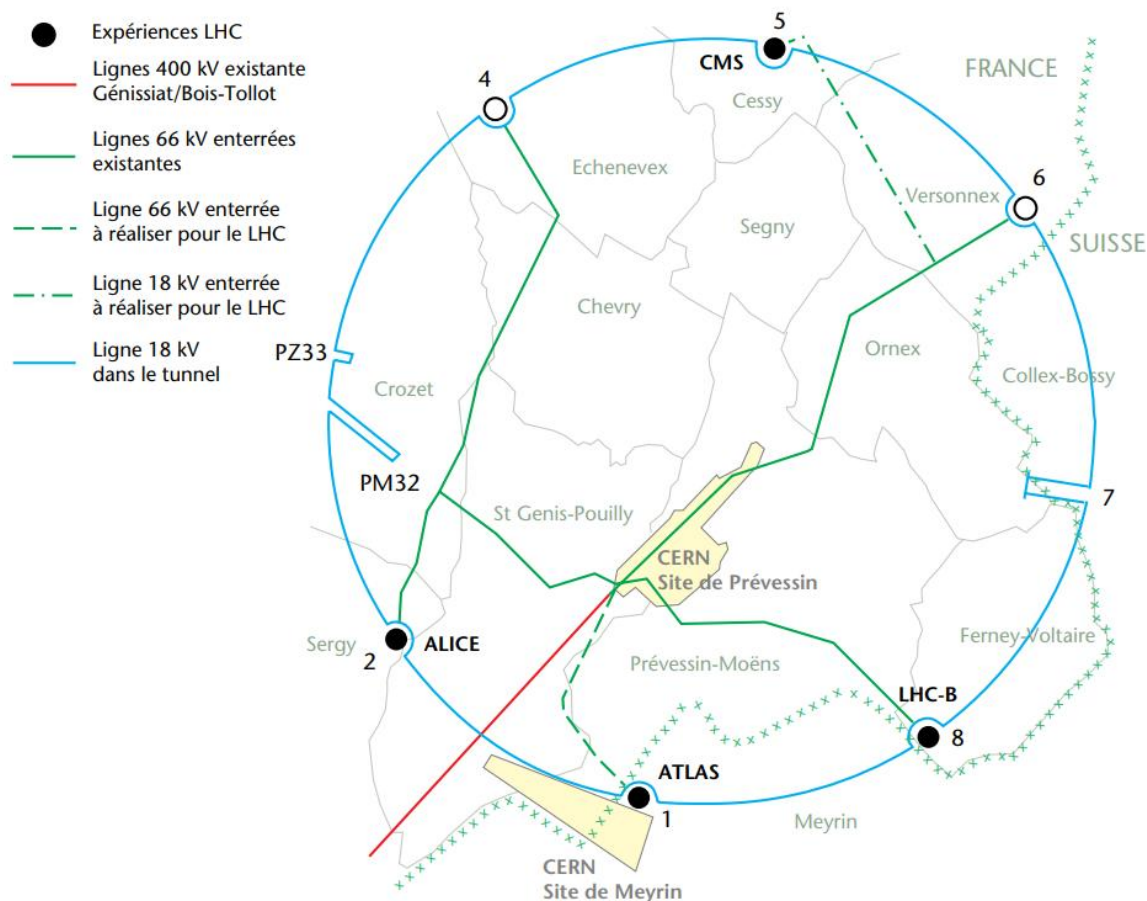 Expériences LHC
Lignes 400 kV existante
Génissiat/Bois-Tollot
Lignes 66 kV enterrées
existantes
Ligne 66 kV enterrée
à réaliser pour le LHC
Ligne 18 kV enterrée
à réaliser pour le LHC
Ligne 18 kV
dans le tunnel
5
CMS
Cessy
FRANCE
4
Echenevex
Versonnex
6
Segny
SUISSE
Chevry
PZ33
Ornex
Crozet
Collex-Bossy
PM32
7
St Genis-Pouilly
CERN
Site de Prévessin
Sergy
2
ALICE
Ferney-Voltaire
Prévessin-Moëns
LHC-B
8
ATLAS
1
Meyrin
CERN
Site de Meyrin